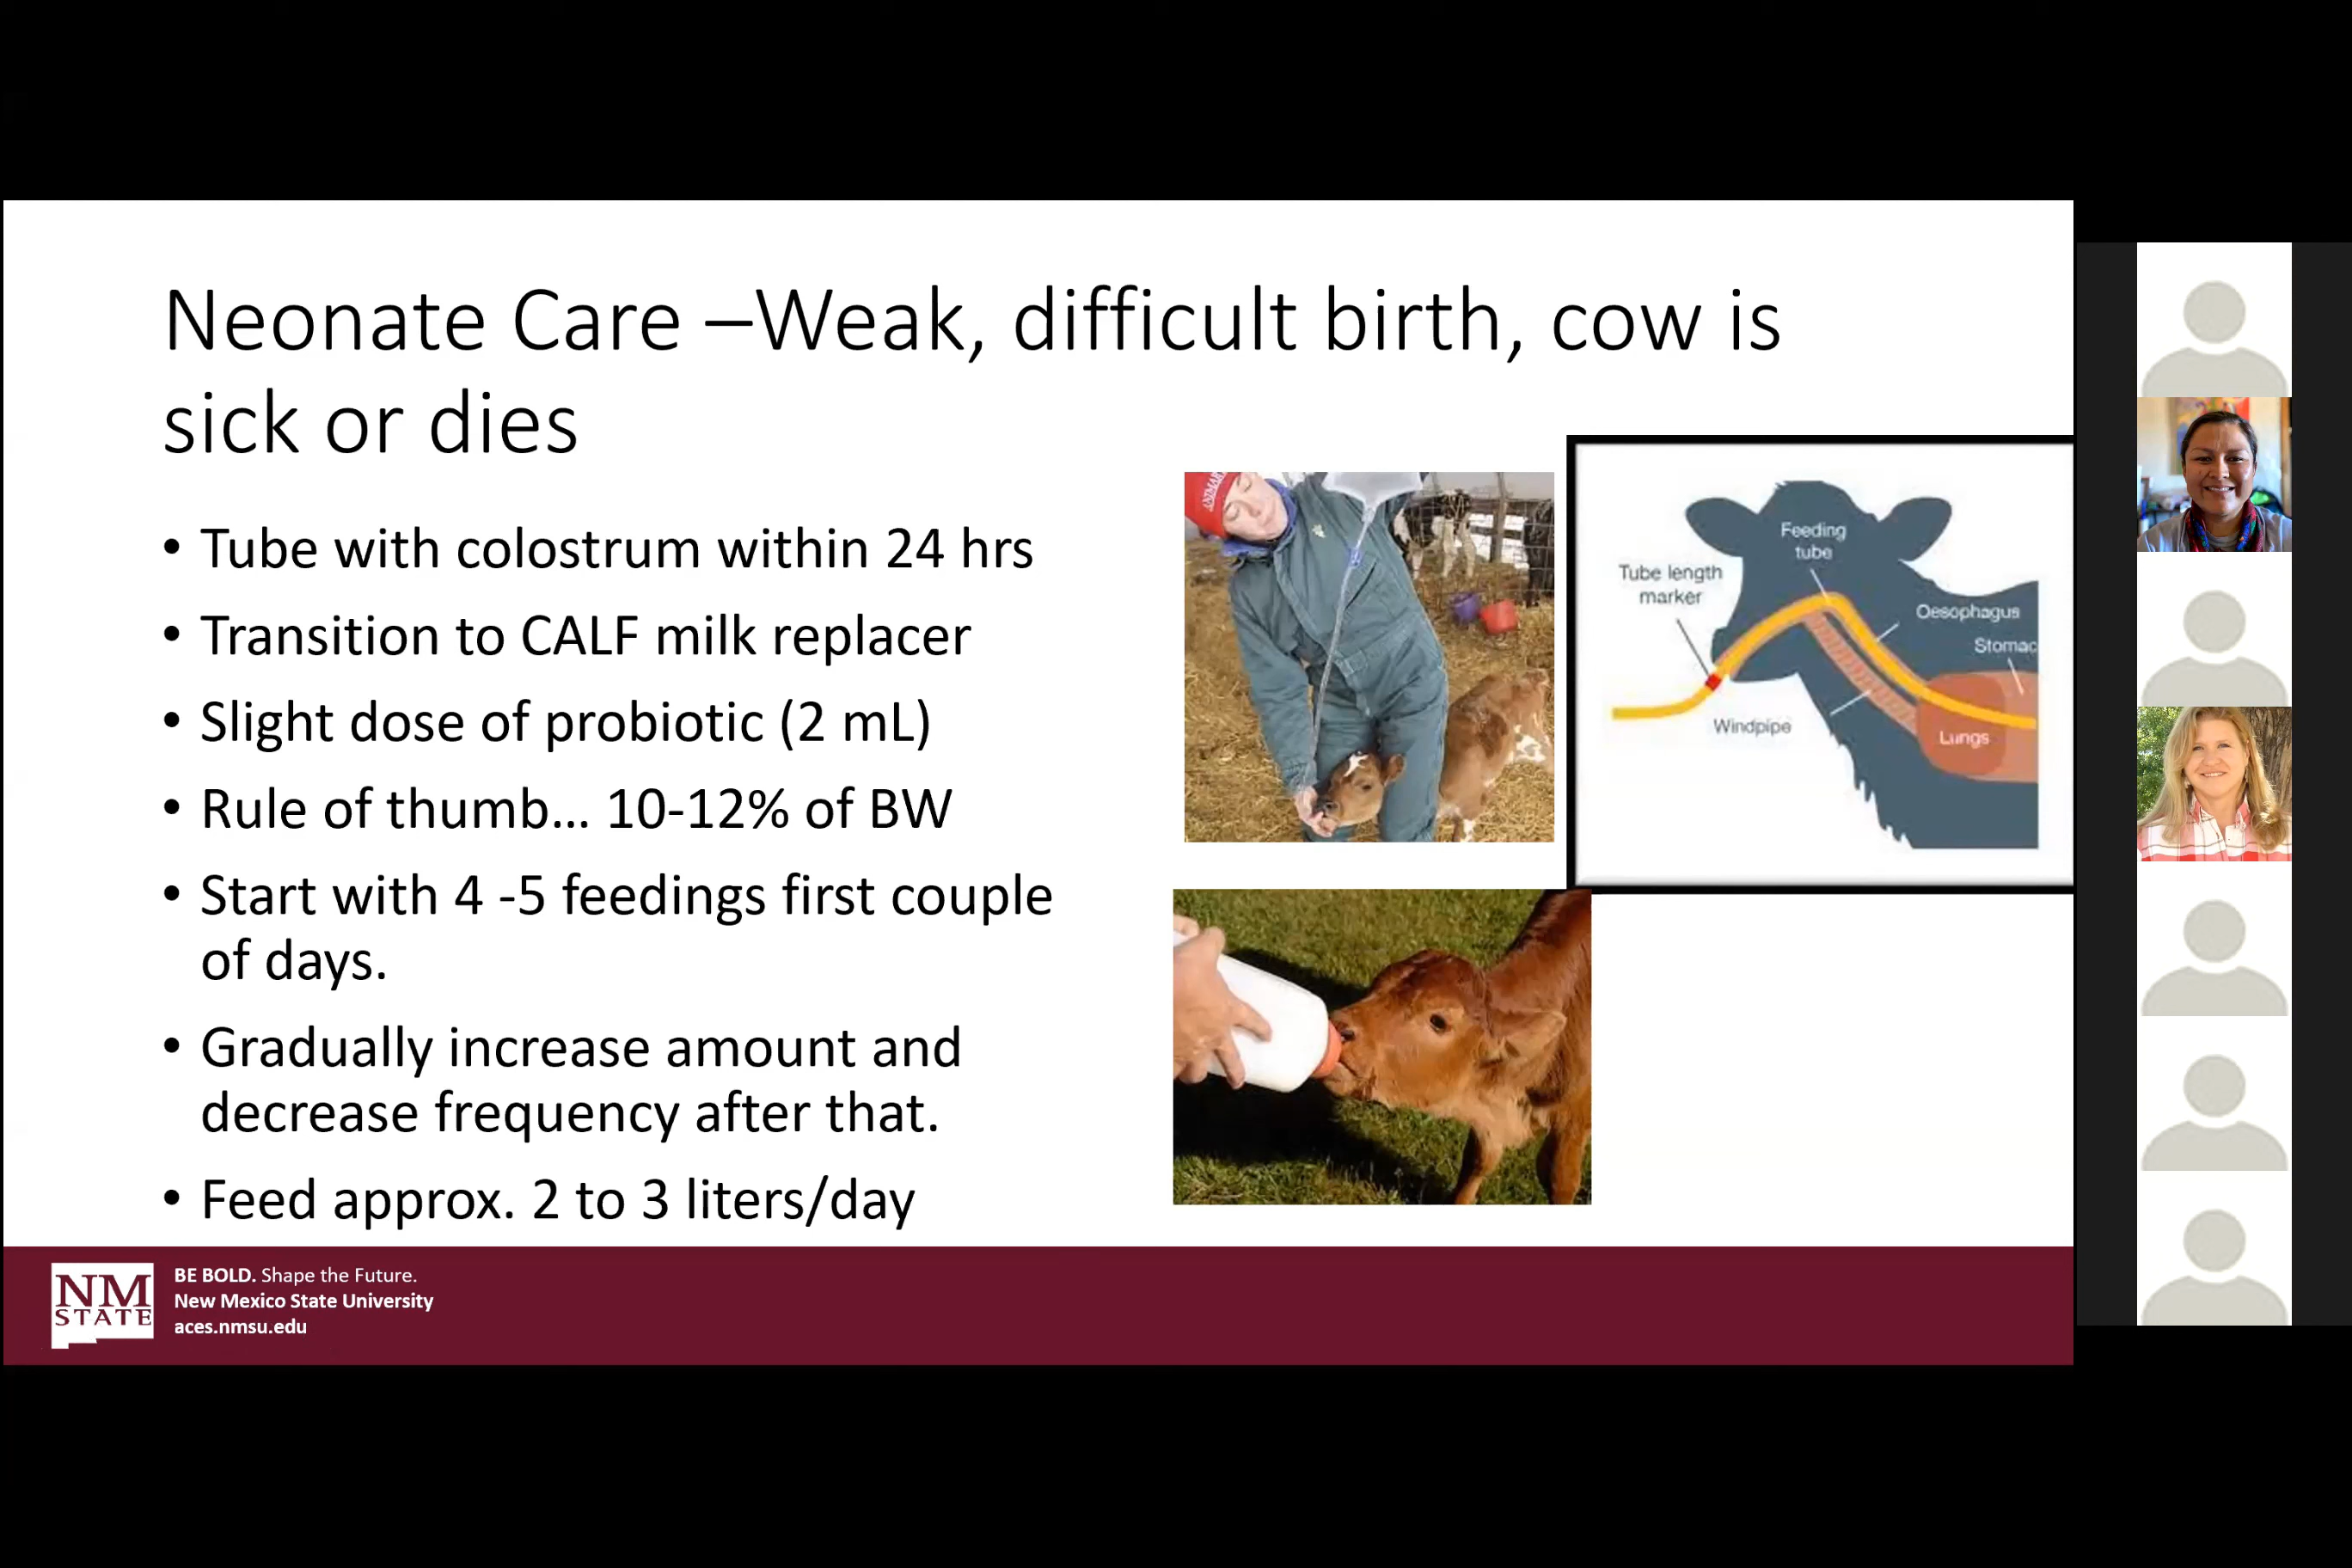 Neonate Care –Weak, difficult birth, cow is
sick or dies
• Tube with colostrum within 24 hrs
• Transition to CALF milk replacer
• Slight dose of probiotic (2 mL)
• Rule of thumb... 10-12% of BW
• Start with 4 -5 feedings first couple
of days.
• Gradually increase amount and
decrease frequency after that.
• Feed approx. 2 to 3 liters/day
Feeding
tube
Tube length
marker
Oesophagus
Stomac
Windpipe
Lungs
NM
STATE
BE BOLD. Shape the Future.
New Mexico State University
aces.nmsu.edu